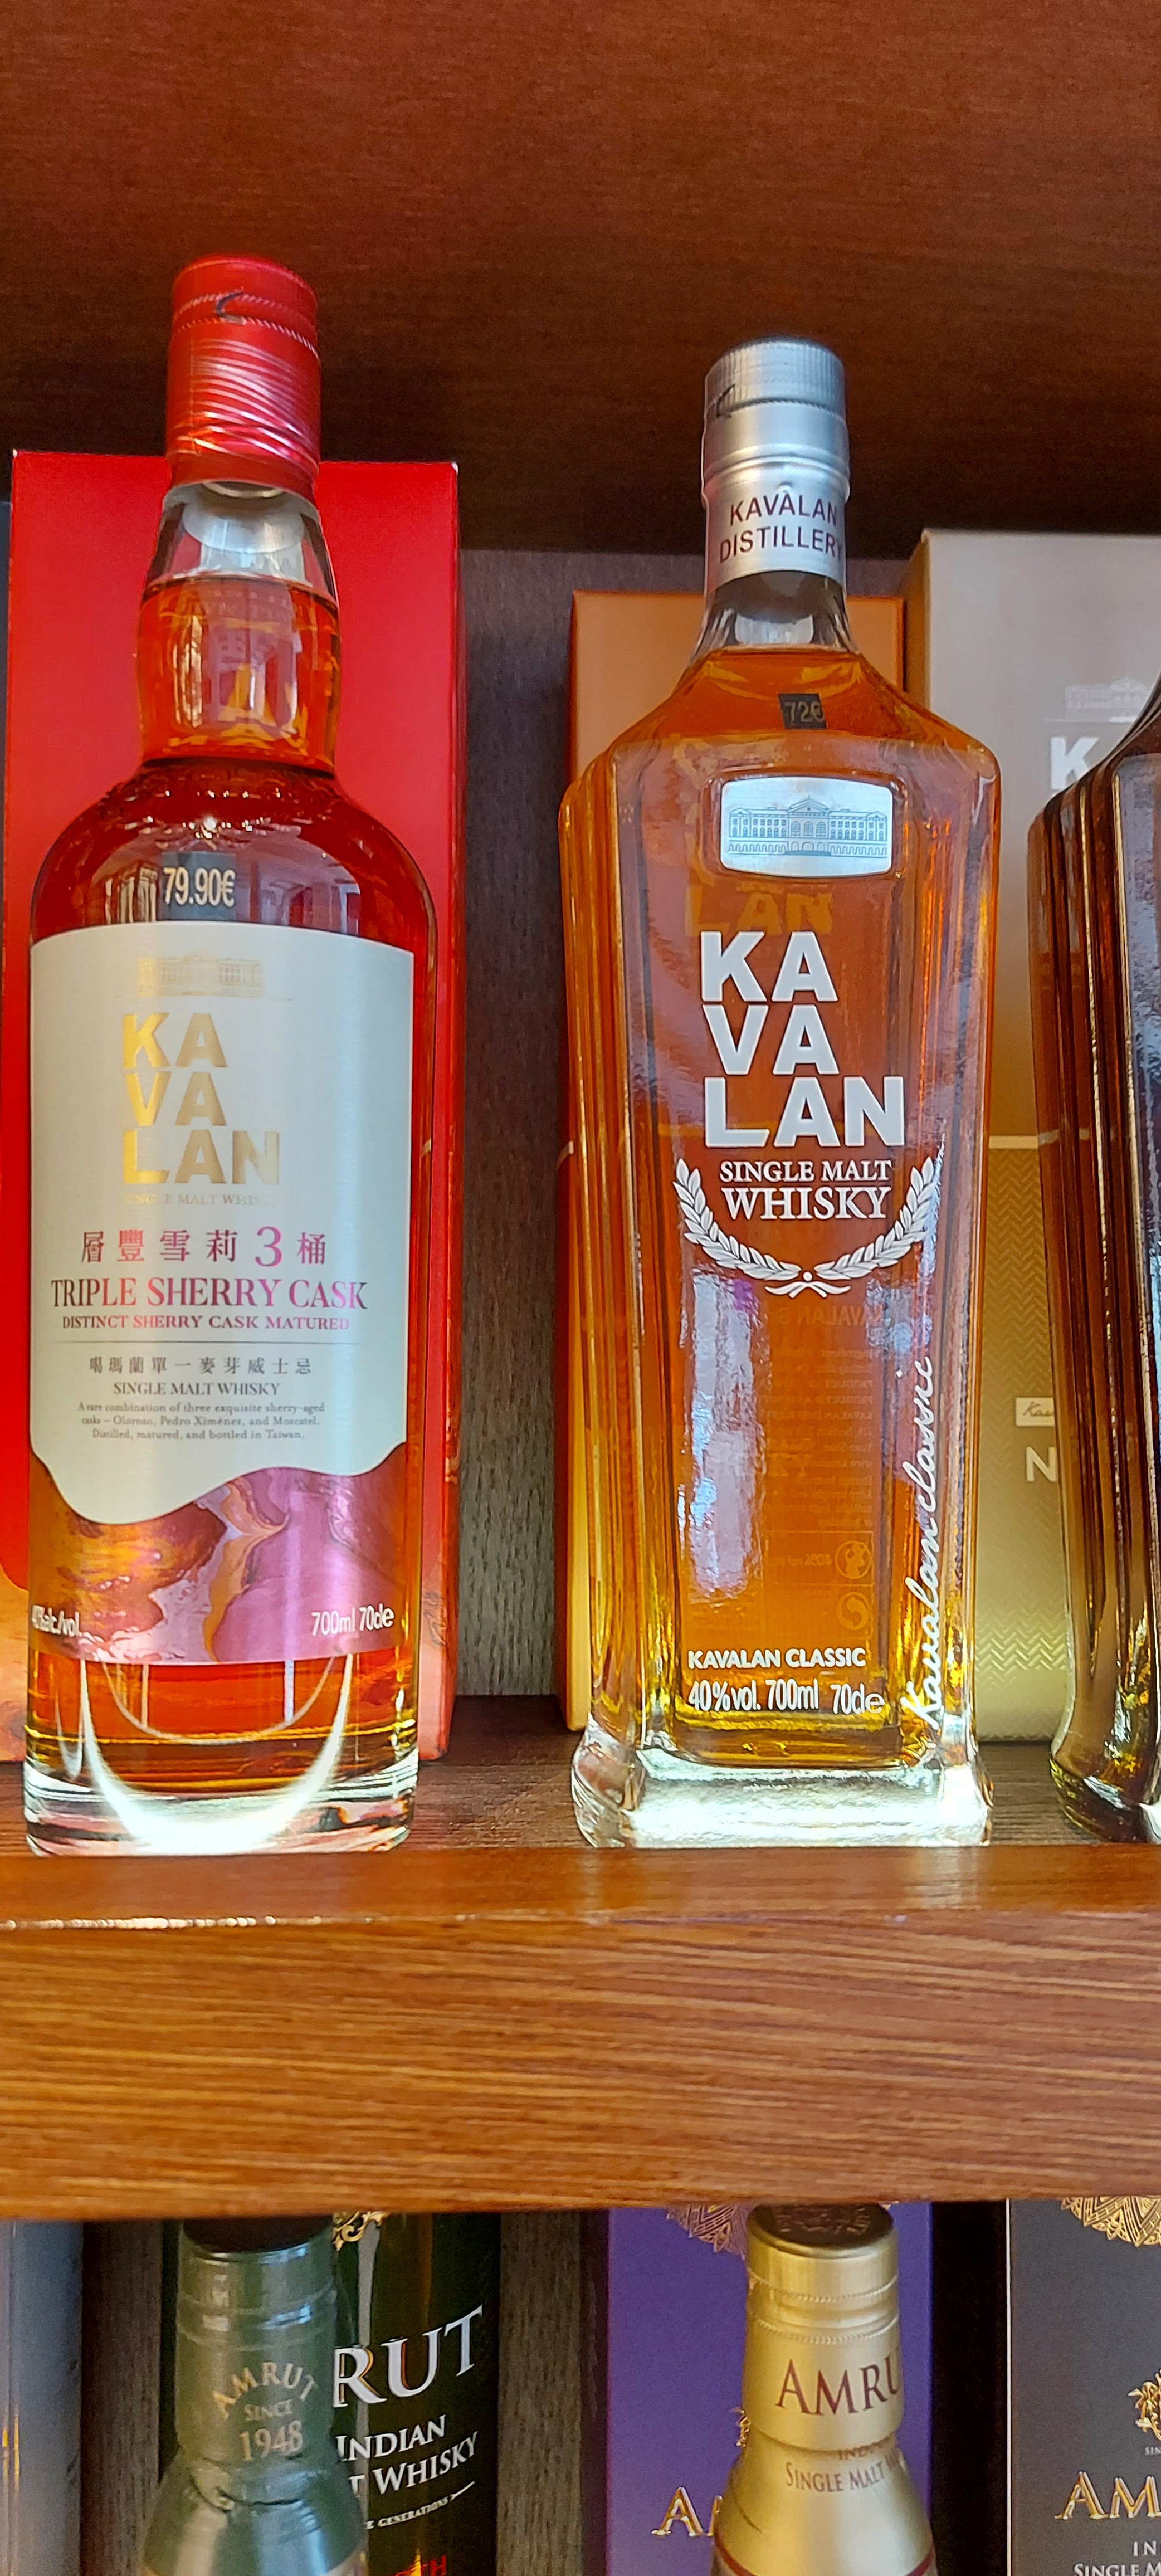 79.90€
KA
VA
LAN
SINGLE MALT WHISKY
層豐雪莉3桶
TRIPLE SHERRY CASK
DISTINCT SHERRY CASK MATURED
噶瑪蘭單一麥芽威士忌
SINGLE MALT WHISKY
A rare combination of three exquisite sherry-aged
casks – Oloroso, Pedro Ximénez, and Moscatel.
Distilled, matured, and bottled in Taiwan.
700ml 70cle
KAVALAN
DISTILLERY
72€
KA
VA
LAN
SINGLE MALT
WHISKY
Kavalan Classic
KAVALAN CLASSIC
40%vol. 700ml 70cle
K
N
AMRUT
SINCE
1948
RUT
INDIAN
T WHISKY
AMRU
SINGLE MALT
AM
IN
SINGLE M